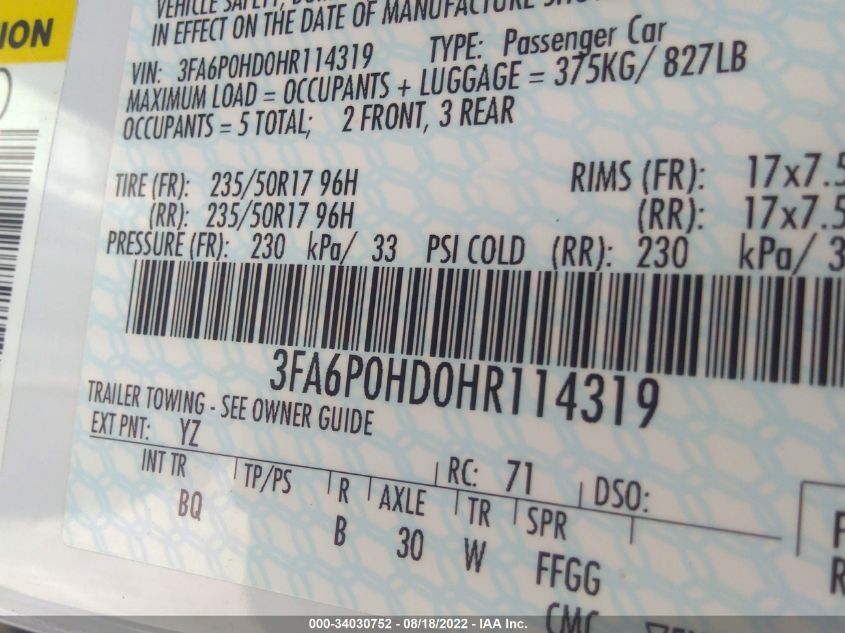 VEHICLE SAFETY,
IN EFFECT ON THE DATE OF MANUFACTURE
ION
VIN: 3FA6P0HD0HR114319 TYPE: Passenger Car
MAXIMUM LOAD = OCCUPANTS + LUGGAGE = 375KG/ 827LB
OCCUPANTS = 5 TOTAL; 2 FRONT, 3 REAR
TIRE (FR): 235/50R17 96H RIMS (FR): 17x7.5
(RR): 235/50R17 96H (RR): 17x7.5
PRESSURE (FR): 230 kPa/ 33 PSI COLD (RR): 230 kPa/ 3
3FA6P0HD0HR114319
TRAILER TOWING - SEE OWNER GUIDE
EXT PNT: YZ RC: 71 DSO:
INT TR TP/PS R AXLE TR SPR
BQ B 30 W FFGG
CMC
000-34030752 - 08/18/2022 - IAA Inc.